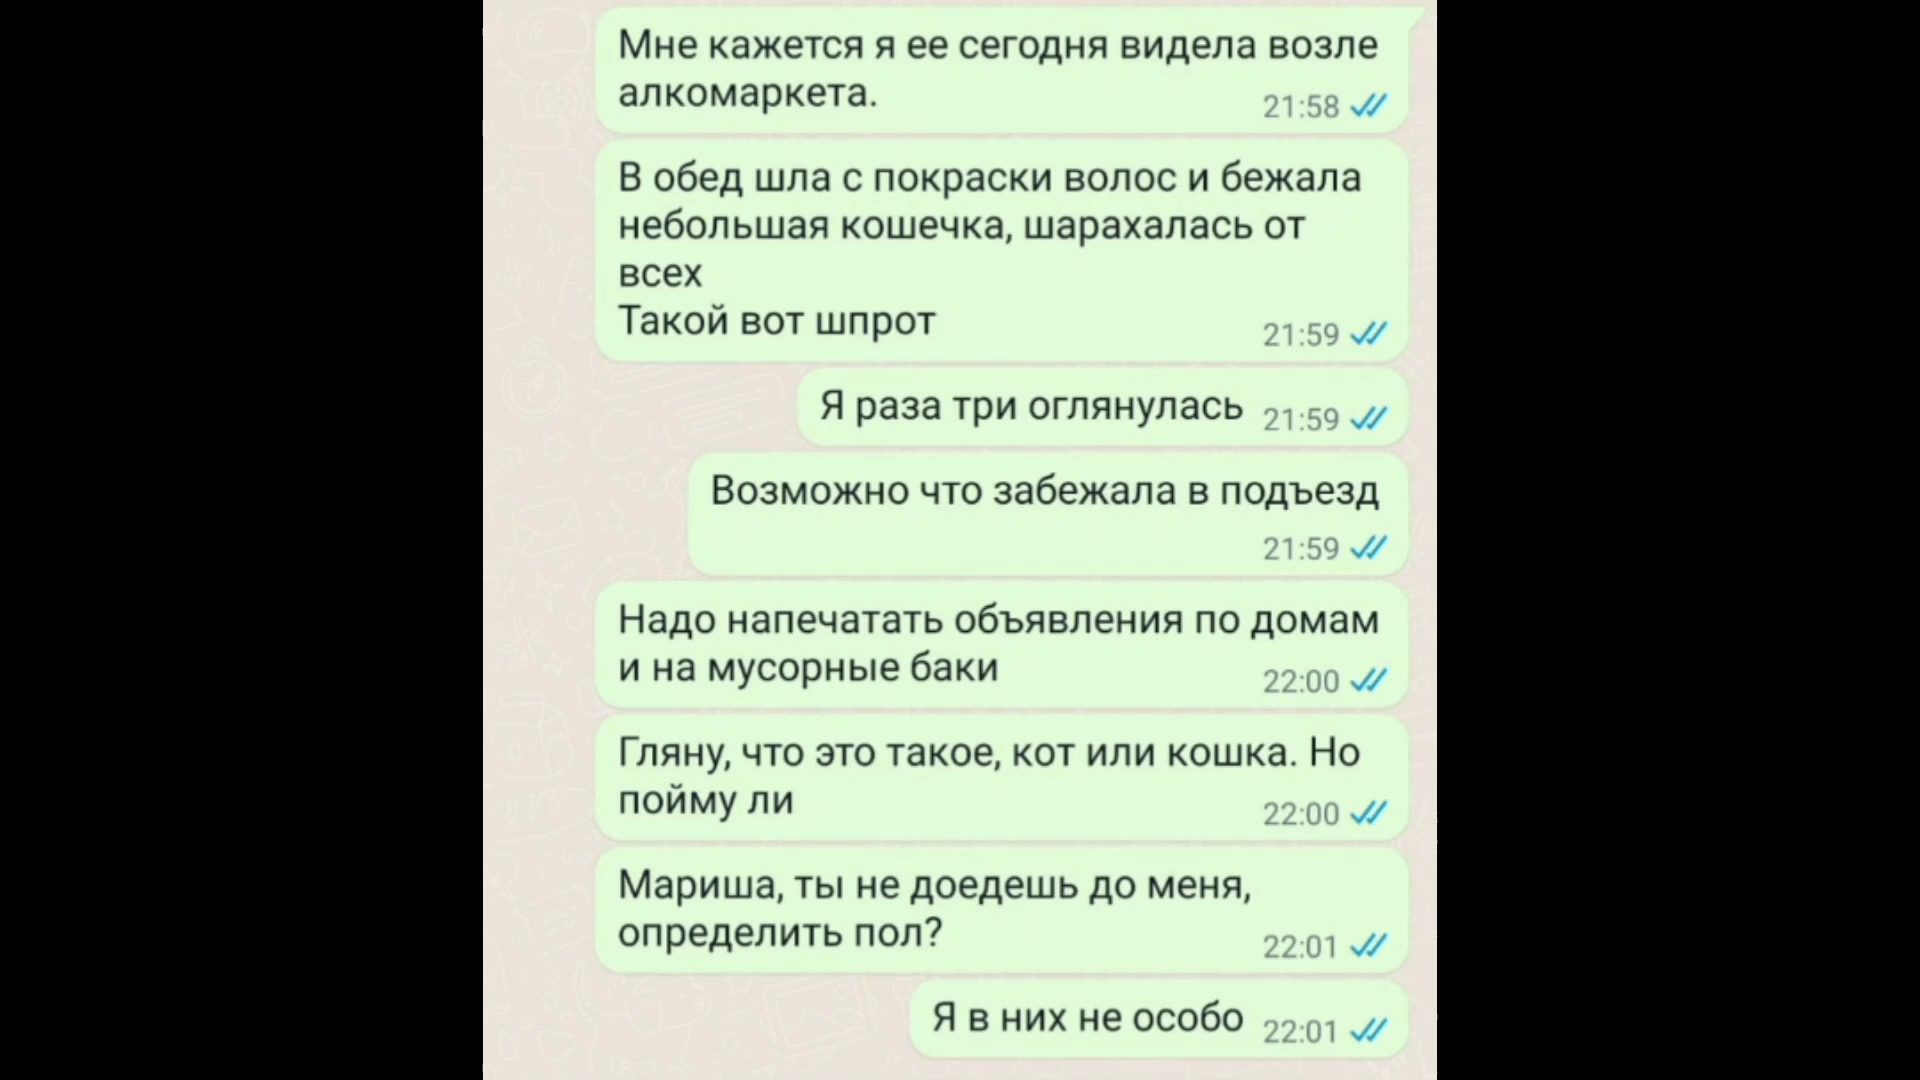 Мне кажется я ее сегодня видела возле
алкомаркета.
21:58
В обед шла с покраски волос и бежала
небольшая кошечка, шарахалась от
всех
Такой вот шпрот
21:59
Я раза три оглянулась 21:59
Возможно что забежала в подъезд
21:59
Надо напечатать объявления по домам
и на мусорные баки
22:00
Гляну, что это такое, кот или кошка. Но
пойму ли
22:00
Мариша, ты не доедешь до меня,
определить пол?
22:01
Я в них не особо 22:01